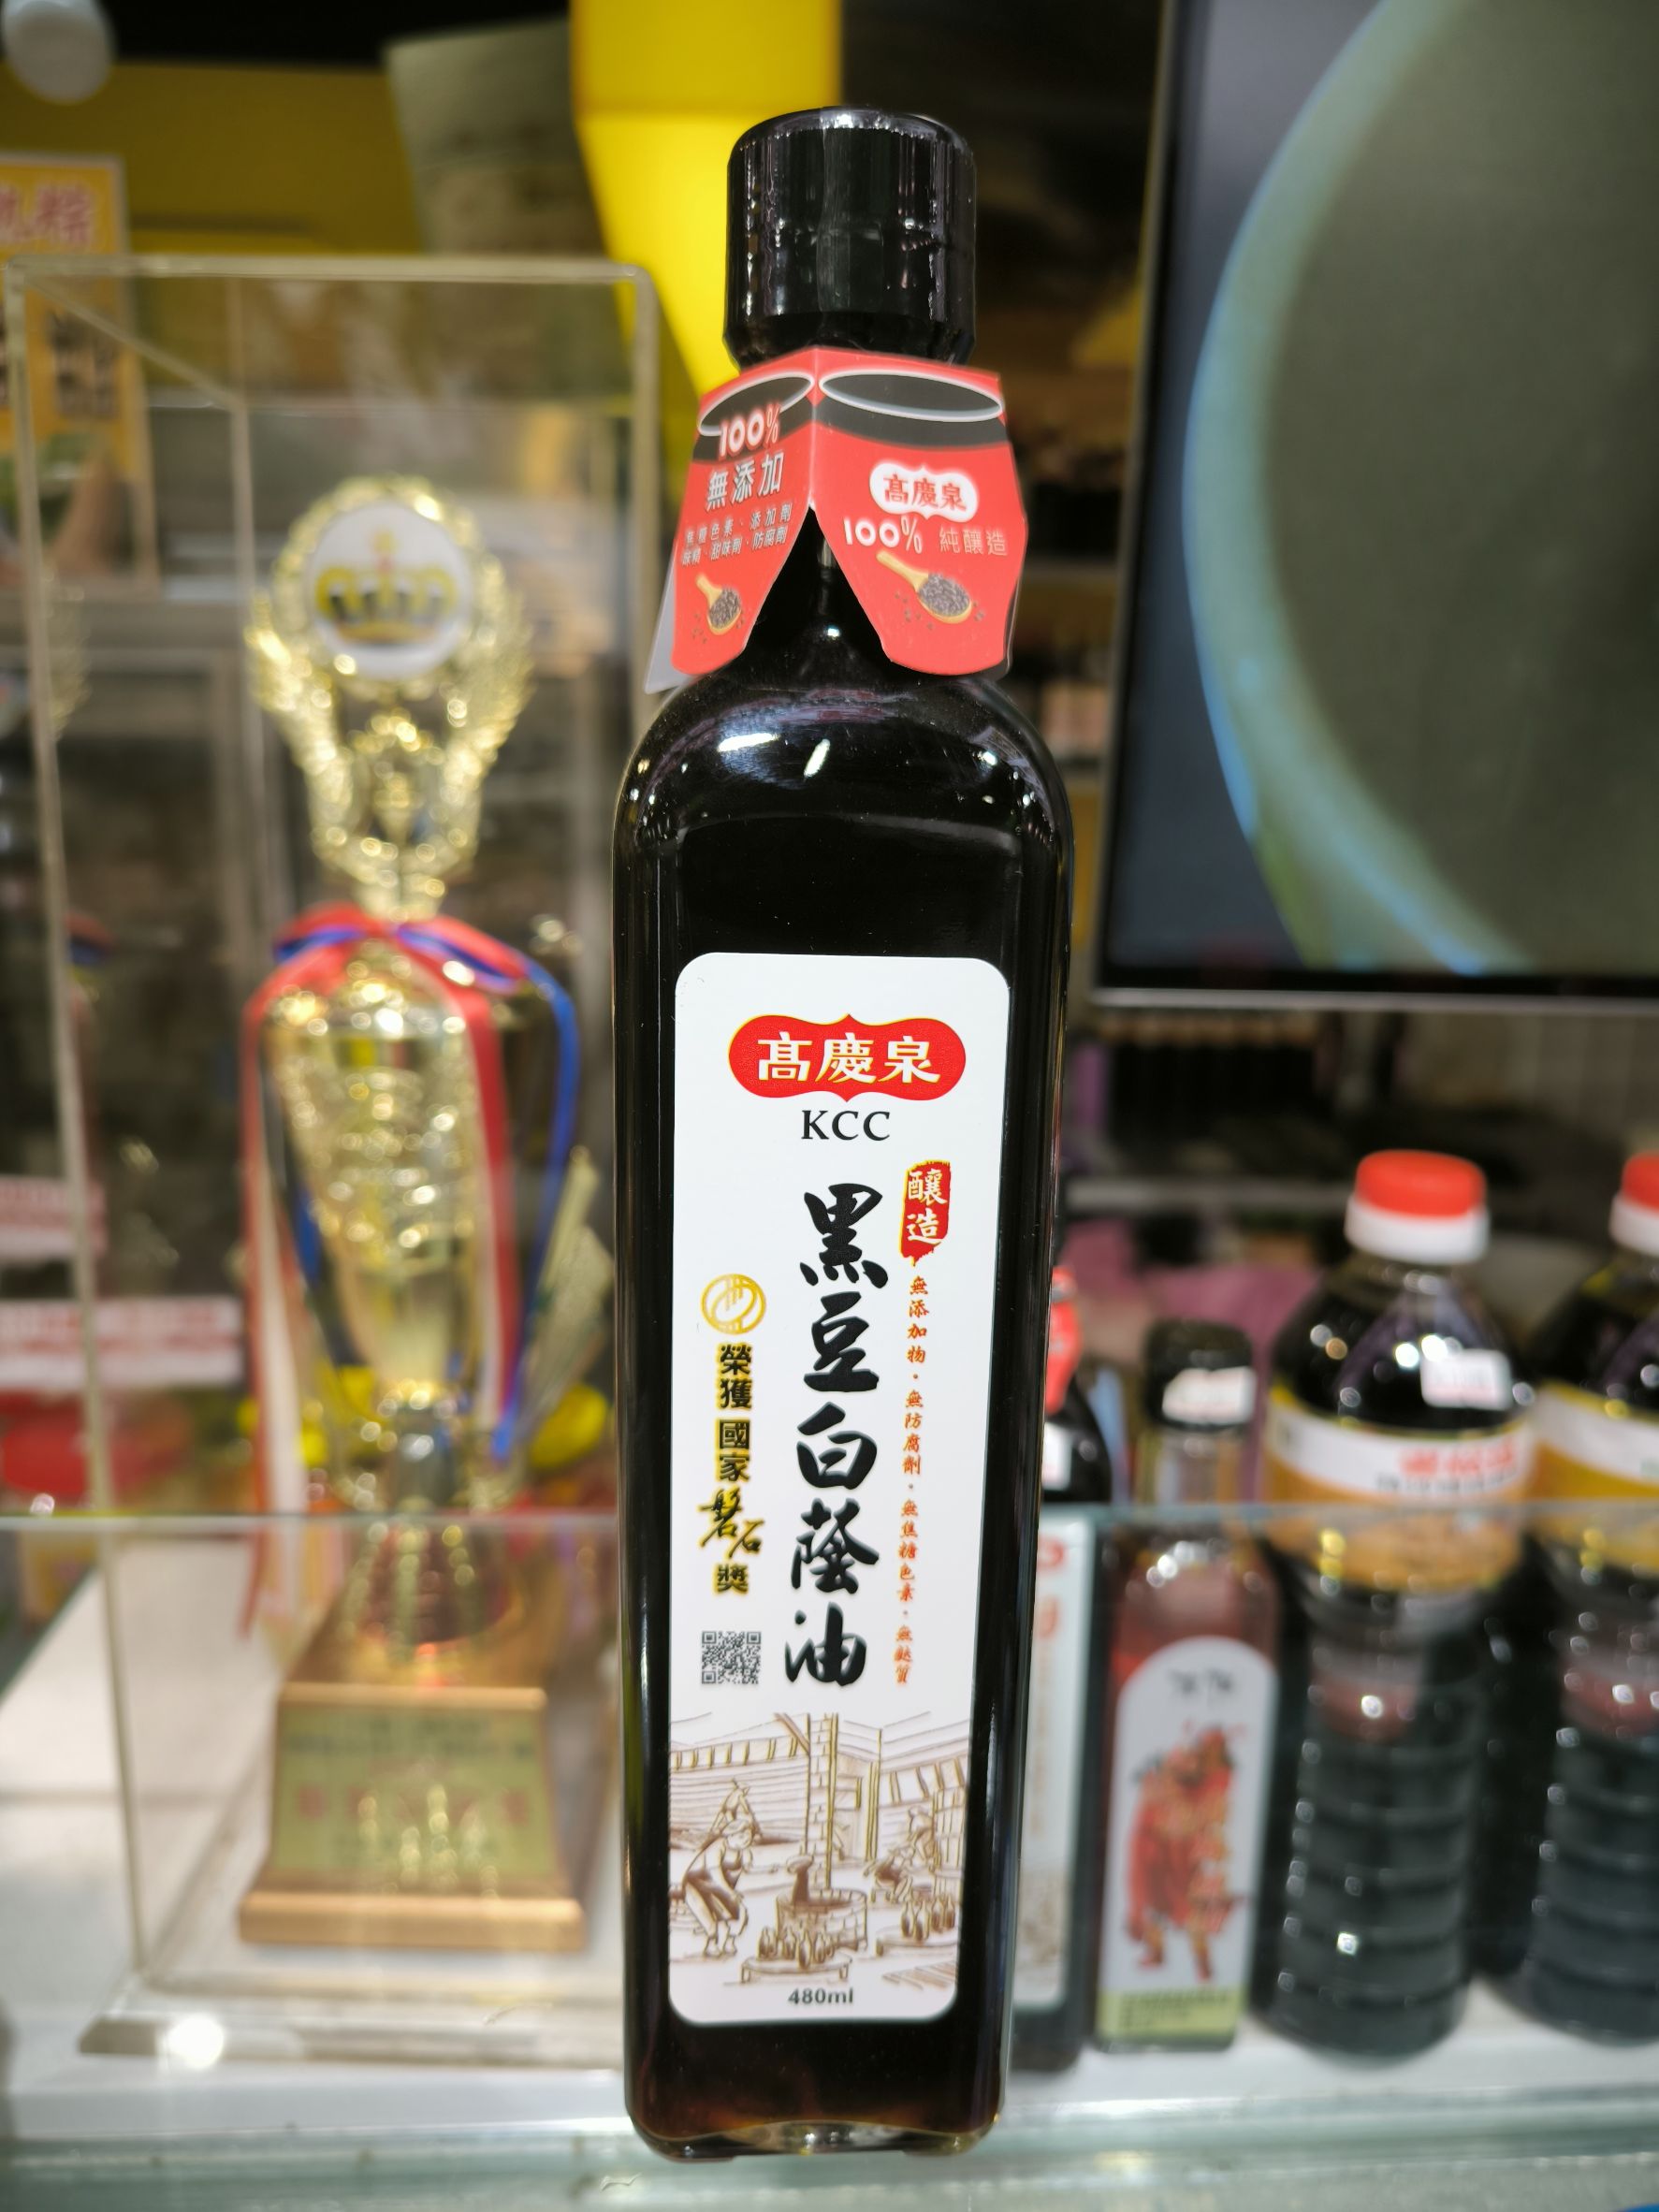 100%
無添加
無焦糖色素、添加劑
味精、甜味劑、防腐劑
高慶泉
100% 純釀造
高慶泉
KCC
釀造
無添加物・無防腐劑・無焦糖色素・無麩質
黑豆白蔭油
榮獲國家磐石獎
480ml